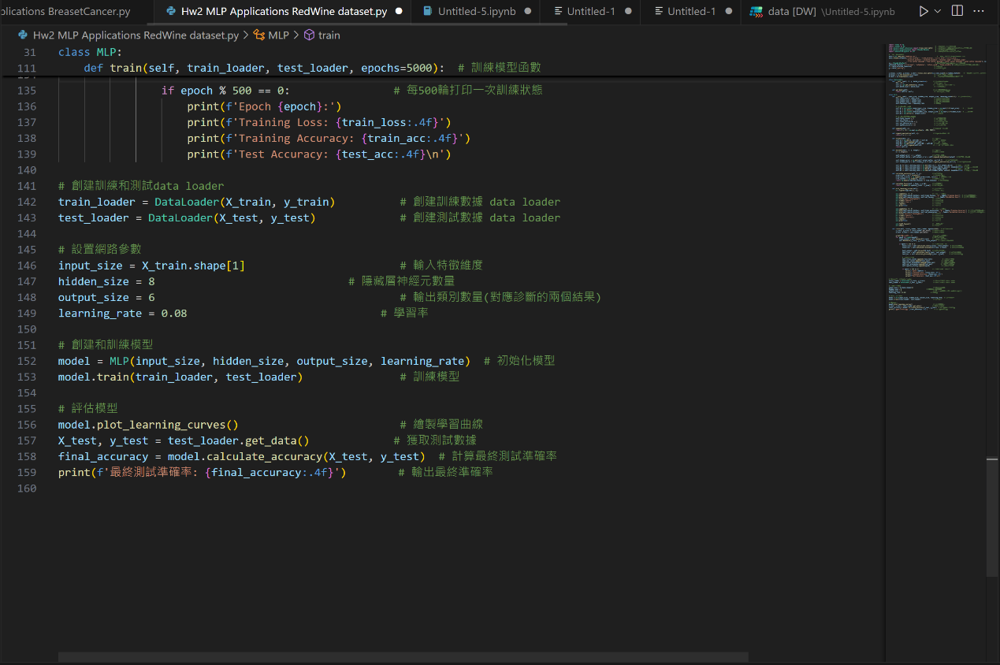 plications BreasetCancer.py Hw2 MLP Applications RedWine dataset.py Untitled-5.ipynb Untitled-1 Untitled-1 data [DW] \Untitled-5.ipynb
Hw2 MLP Applications RedWine dataset.py > MLP > train
31 class MLP:
111 def train(self, train_loader, test_loader, epochs=5000): # 訓練模型函數
135 if epoch % 500 == 0: # 每500輪打印一次訓練狀態
136 print(f'Epoch {epoch}:')
137 print(f'Training Loss: {train_loss:.4f}')
138 print(f'Training Accuracy: {train_acc:.4f}')
139 print(f'Test Accuracy: {test_acc:.4f}\n')
140
141 # 創建訓練和測試data loader
142 train_loader = DataLoader(X_train, y_train) # 創建訓練數據 data loader
143 test_loader = DataLoader(X_test, y_test) # 創建測試數據 data loader
144
145 # 設置網路參數
146 input_size = X_train.shape[1] # 輸入特徵維度
147 hidden_size = 8 # 隱藏層神經元數量
148 output_size = 6 # 輸出類別數量(對應診斷的兩個結果)
149 learning_rate = 0.08 # 學習率
150
151 # 創建和訓練模型
152 model = MLP(input_size, hidden_size, output_size, learning_rate) # 初始化模型
153 model.train(train_loader, test_loader) # 訓練模型
154
155 # 評估模型
156 model.plot_learning_curves() # 繪製學習曲線
157 X_test, y_test = test_loader.get_data() # 獲取測試數據
158 final_accuracy = model.calculate_accuracy(X_test, y_test) # 計算最終測試準確率
159 print(f'最終測試準確率: {final_accuracy:.4f}') # 輸出最終準確率
160